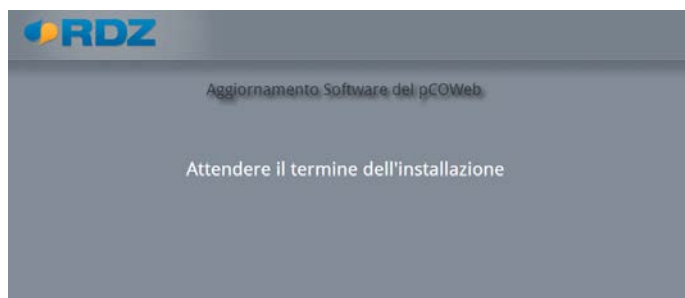 RDZ
Aggiornamento Software del pCOWeb
Attendere il termine dell'installazione